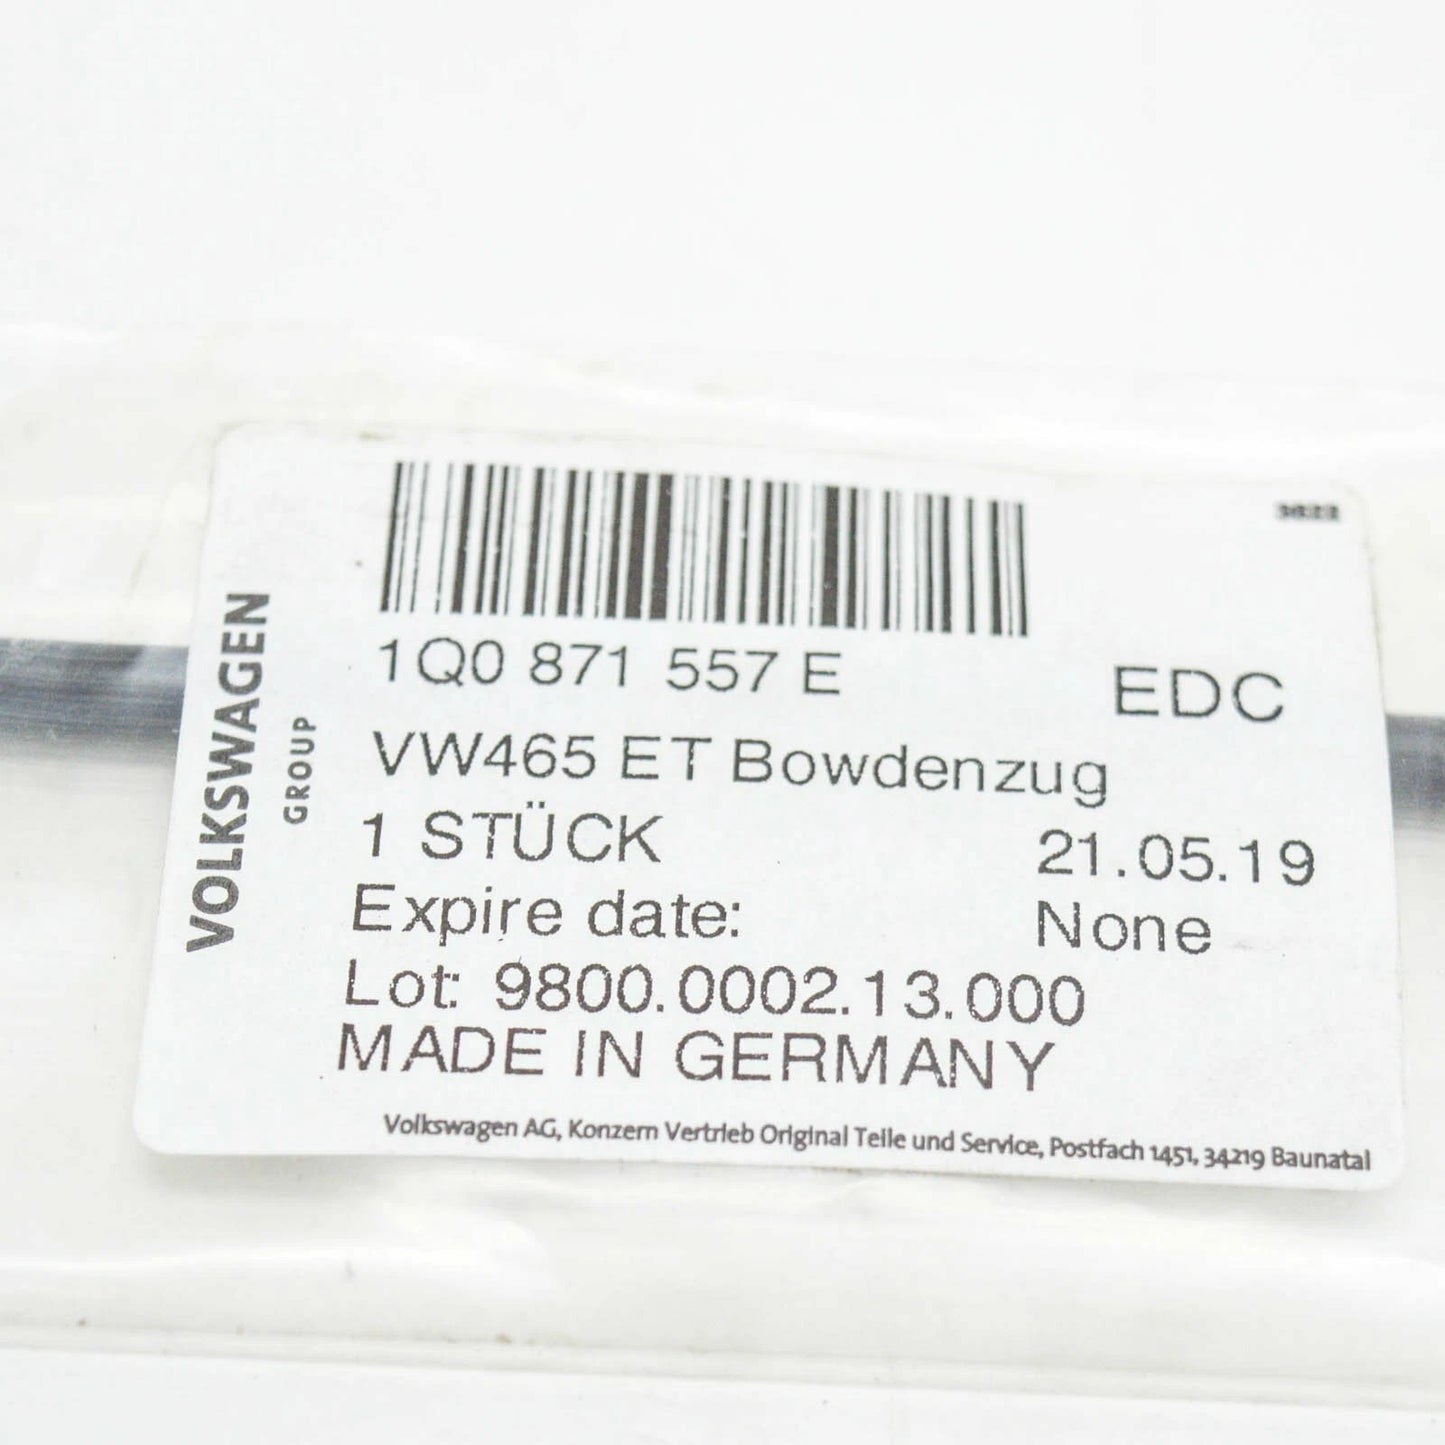 VOLKSWAGEN
GROUP
1Q0 871 557 E
EDC
VW465 ET Bowdenzug
1 STÜCK
21.05.19
Expire date:
None
Lot: 9800.0002.13.000
MADE IN GERMANY
Volkswagen AG, Konzern Vertrieb Original Teile und Service, Postfach 1451, 34219 Baunatal